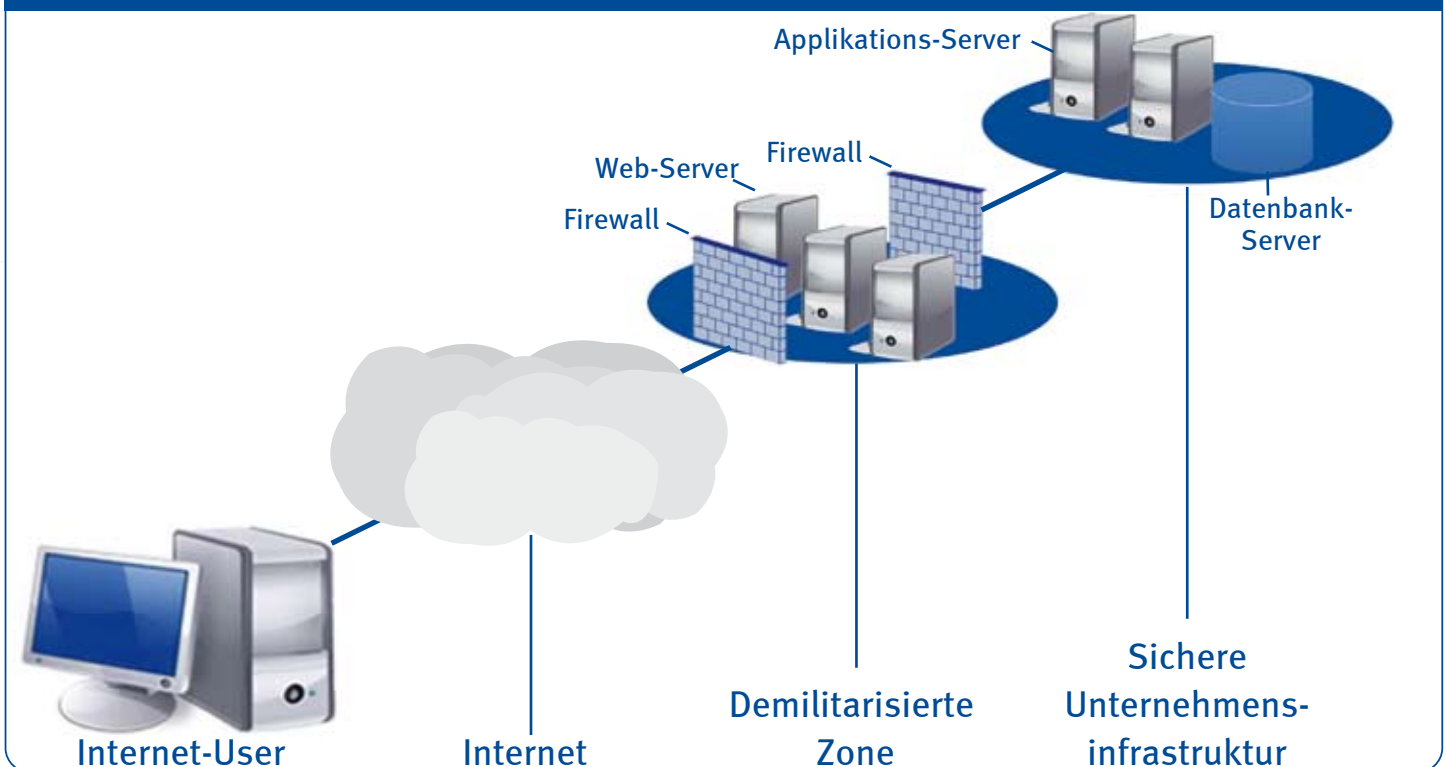 Applikations-Server
Firewall
Web-Server
Firewall
Datenbank-
Server
Internet-User
Internet
Demilitarisierte
Zone
Sichere
Unternehmens-
infrastruktur